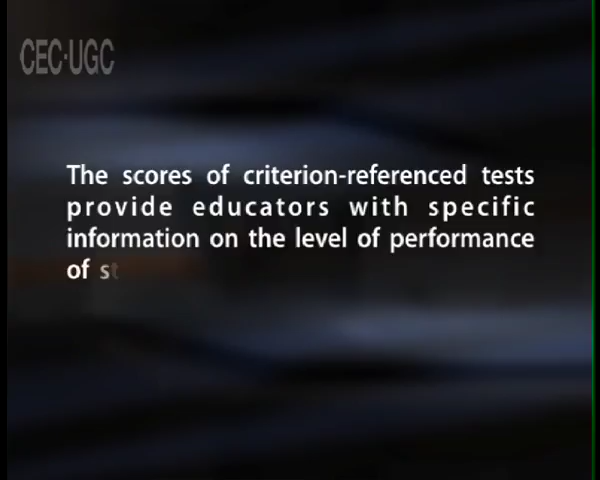 CEC-UGC
The scores of criterion-referenced tests
provide educators with specific
information on the level of performance
of st